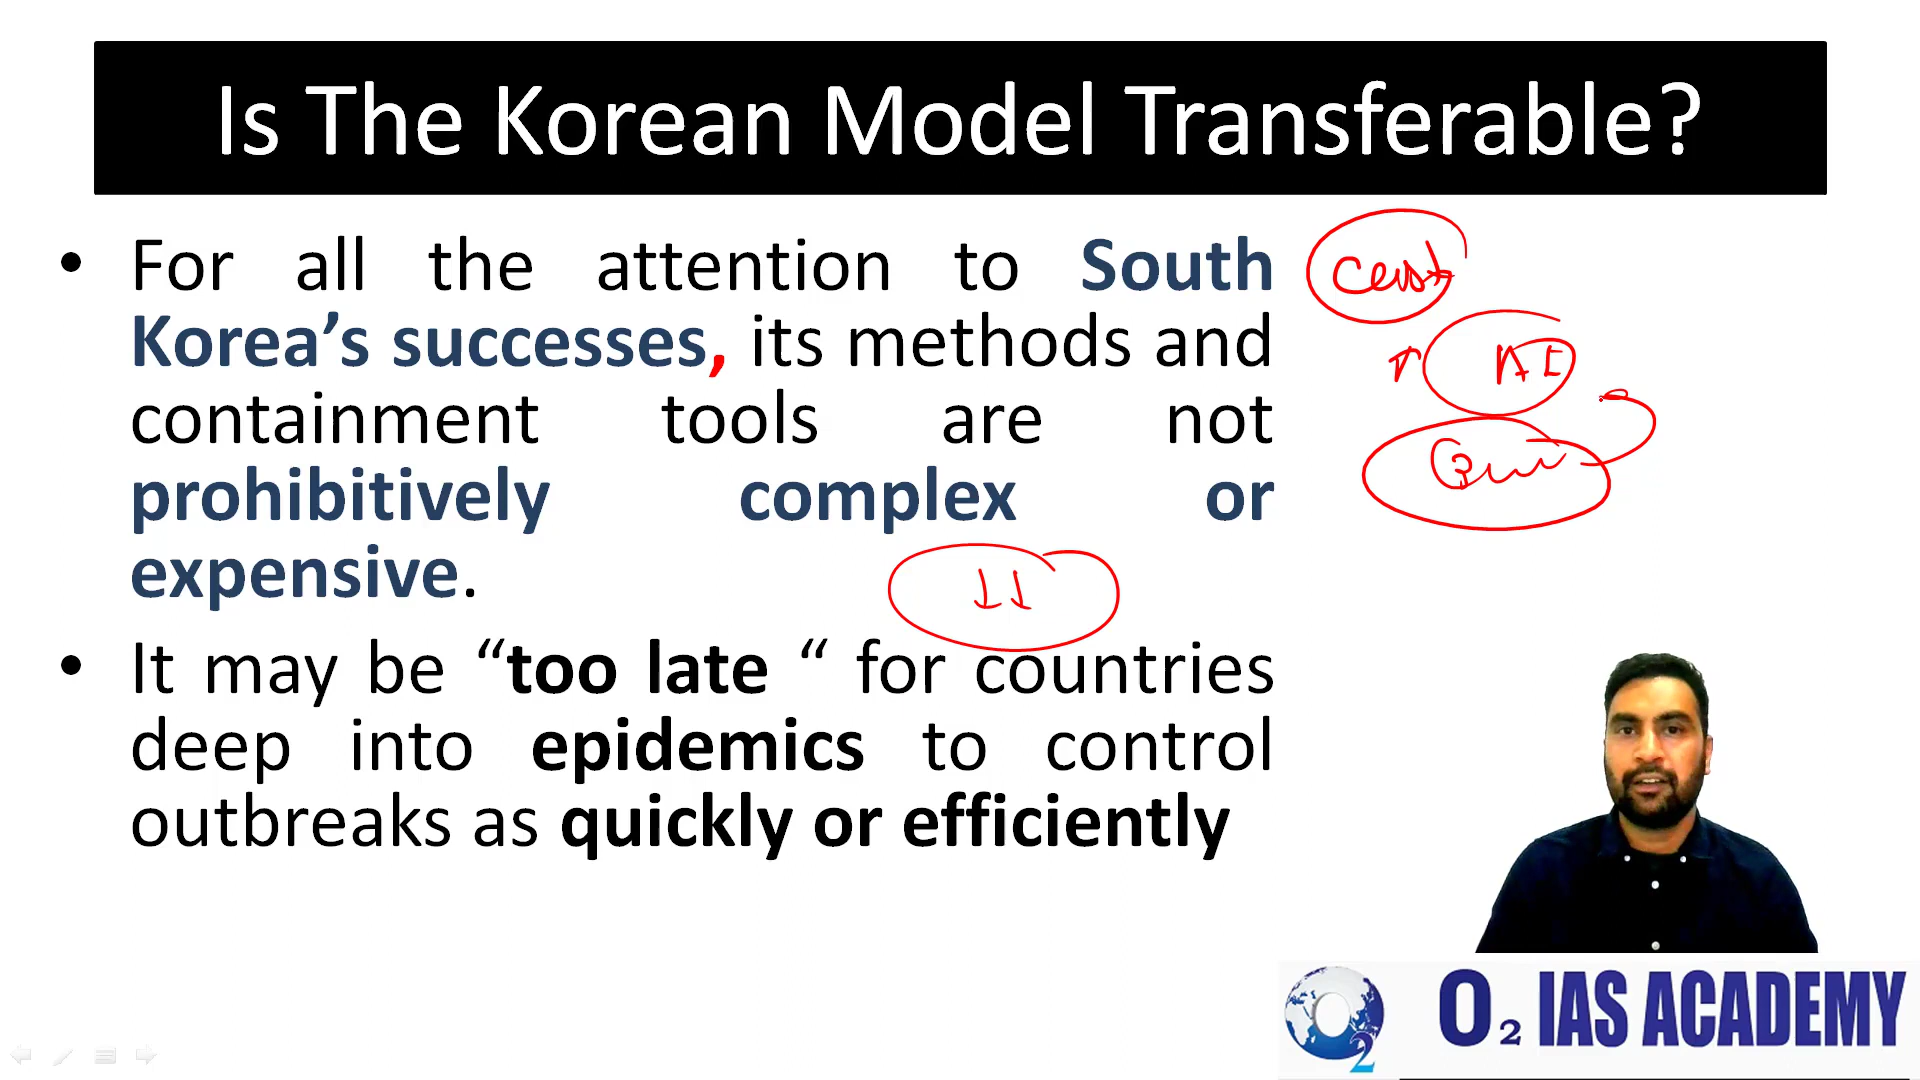 Is The Korean Model Transferable?
• For all the attention to South
Korea’s successes, its methods and
containment tools are not
prohibitively complex or
expensive.
• It may be “too late “ for countries
deep into epidemics to control
outbreaks as quickly or efficiently
AI
O2
O2 IAS ACADEMY